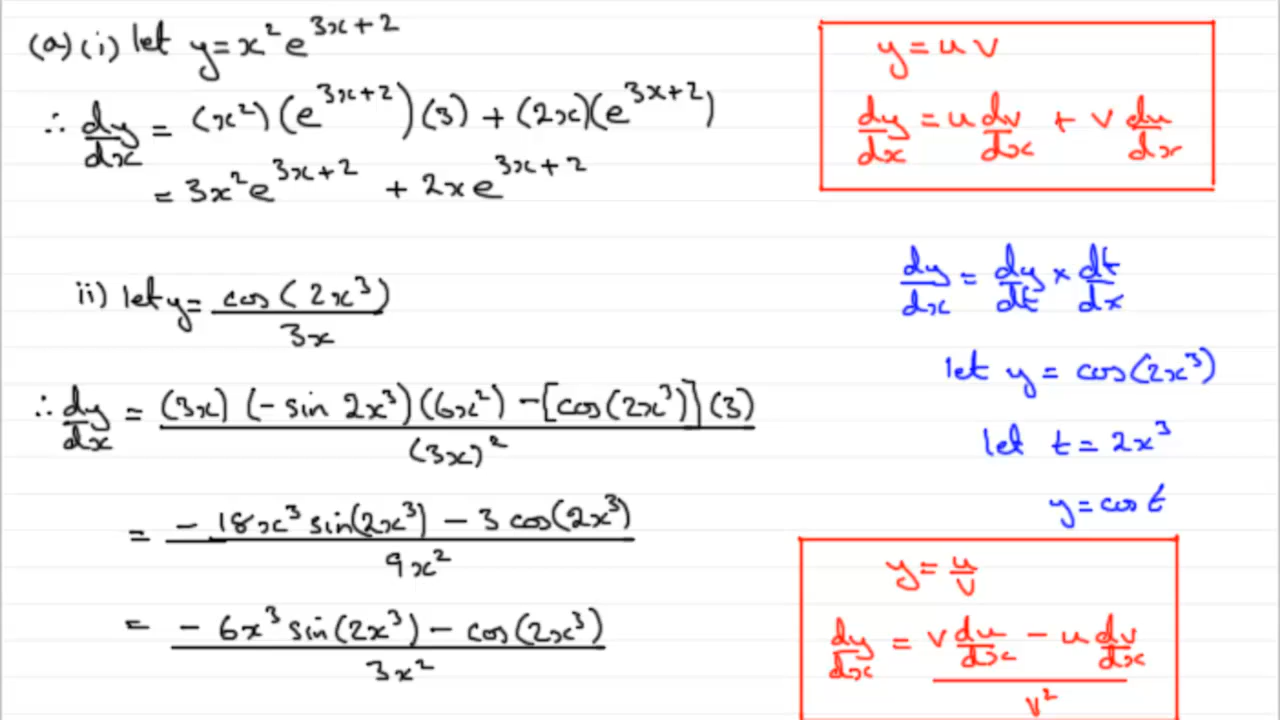 (a) (i) let y = x² e^(3x+2)
∴ dy/dx = (x²)(e^(3x+2))(3) + (2x)(e^(3x+2))
= 3x² e^(3x+2) + 2x e^(3x+2)
ii) let y = cos(2x³)/3x
∴ dy/dx = (3x)(-sin 2x³)(6x²) - [cos(2x³)](3) / (3x)²
= -18x³ sin(2x³) - 3 cos(2x³) / 9x²
= -6x³ sin(2x³) - cos(2x³) / 3x²
y = uv
dy/dx = u dv/dx + v du/dx
dy/dx = dy/dt × dt/dx
let y = cos(2x³)
let t = 2x³
y = cos t
y = u/v
dy/dx = v du/dx - u dv/dx / v²